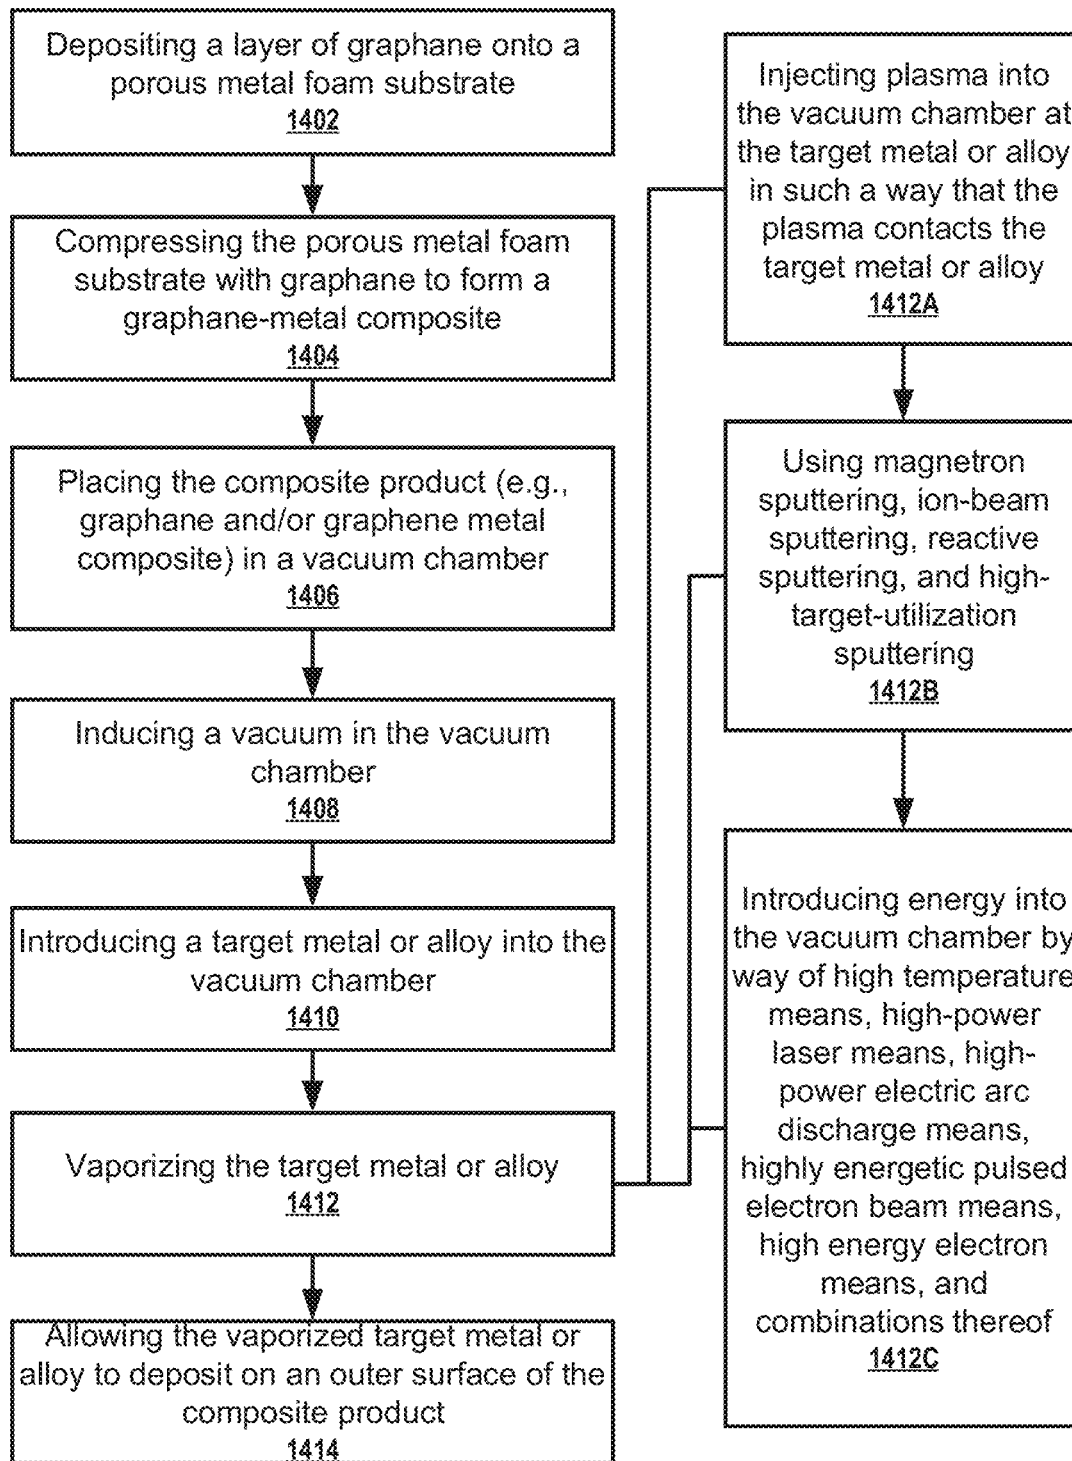 Depositing a layer of graphane onto a
porous metal foam substrate
1402
Compressing the porous metal foam
substrate with graphane to form a
graphane-metal composite
1404
Placing the composite product (e.g.,
graphane and/or graphene metal
composite) in a vacuum chamber
1406
Inducing a vacuum in the vacuum
chamber
1408
Introducing a target metal or alloy into the
vacuum chamber
1410
Vaporizing the target metal or alloy
1412
Allowing the vaporized target metal or
alloy to deposit on an outer surface of the
composite product
1414
Injecting plasma into
the vacuum chamber at
the target metal or alloy
in such a way that the
plasma contacts the
target metal or alloy
1412A
Using magnetron
sputtering, ion-beam
sputtering, reactive
sputtering, and high-
target-utilization
sputtering
1412B
Introducing energy into
the vacuum chamber by
way of high temperature
means, high-power
laser means, high-
power electric arc
discharge means,
highly energetic pulsed
electron beam means,
high energy electron
means, and
combinations thereof
1412C